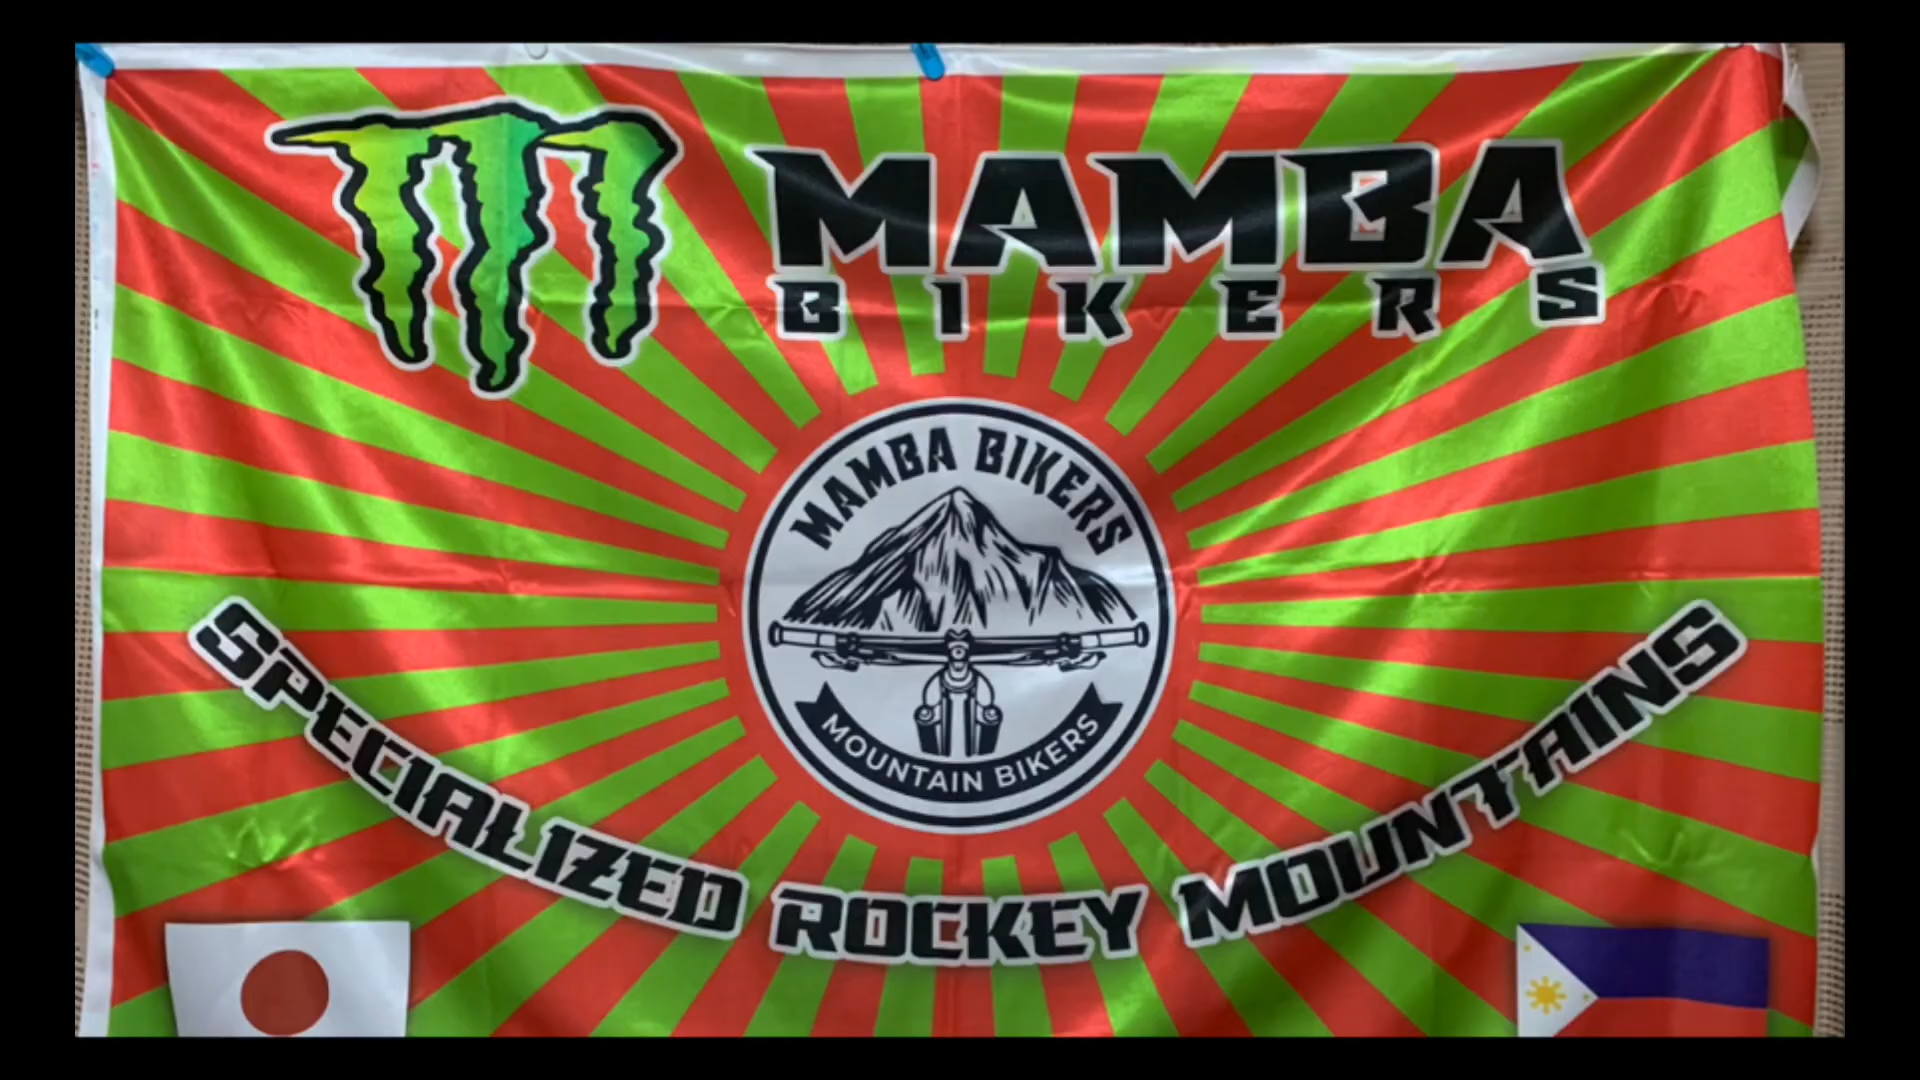 MAMBA
BIKERS
MAMBA BIKERS
MOUNTAIN BIKERS
SPECIALIZED ROCKEY MOUNTAINS